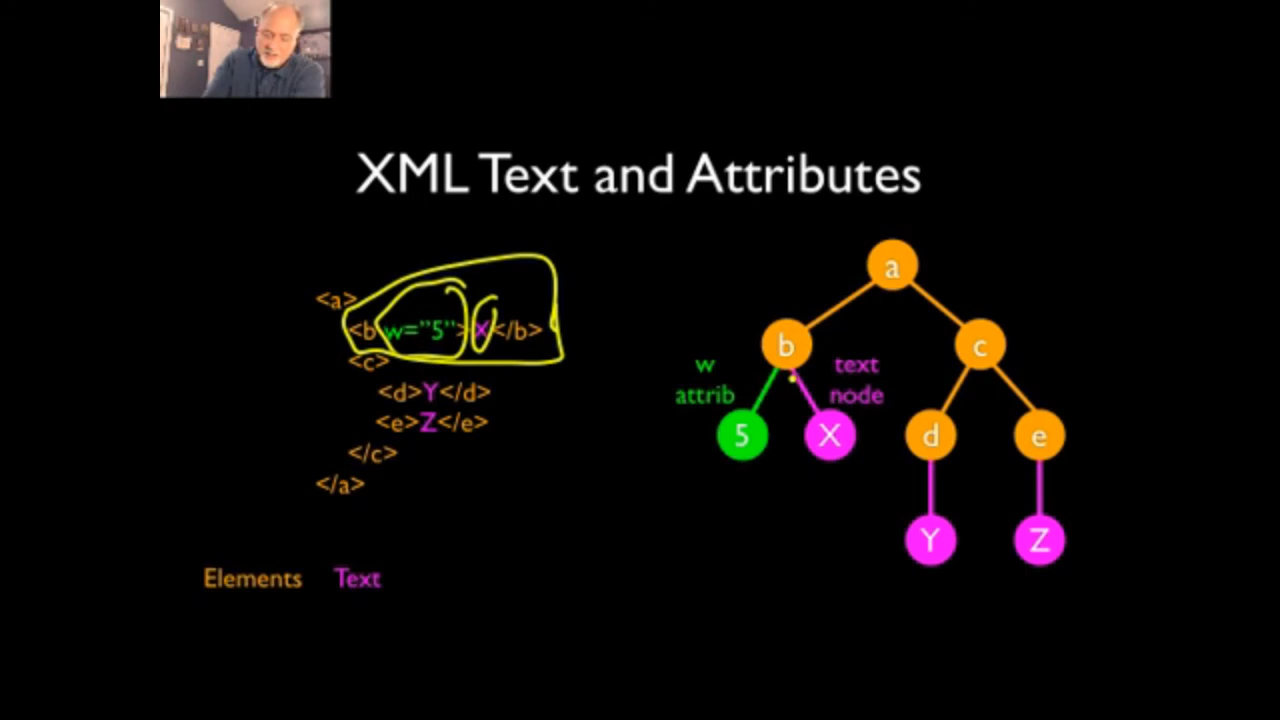 XML Text and Attributes
<a>
<b w="5">X</b>
<c>
<d>Y</d>
<e>Z</e>
</c>
</a>
Elements Text
a
b c
w attrib
text node
5 X d e
Y Z